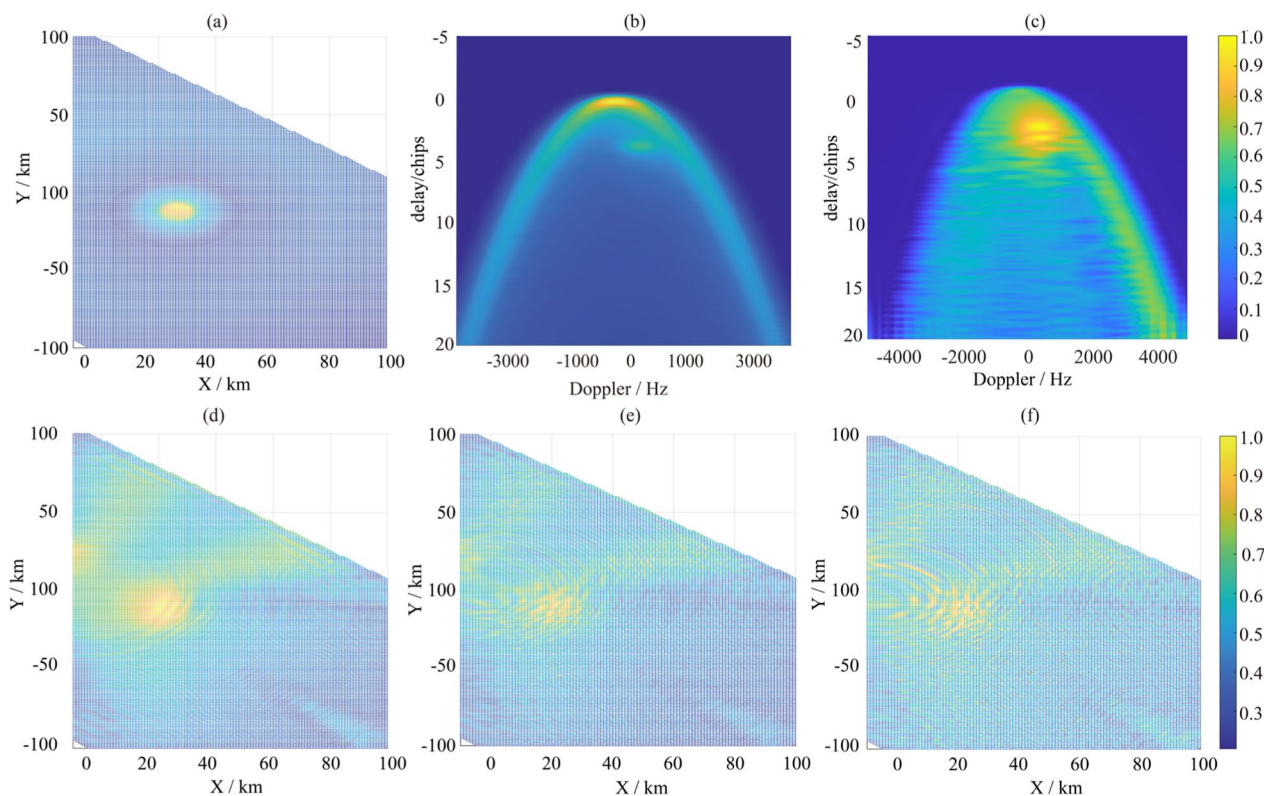 (a) (b) (c)
100 50 100 -50 -100
Y / km
0 20 40 60 80 100
X / km
-5 0 5 10 15 20
delay/chips
-3000 -1000 0 1000 3000
Doppler / Hz
-5 0 5 10 15 20
delay/chips
-4000 -2000 0 2000 4000
Doppler / Hz
1.0 0.9 0.8 0.7 0.6 0.5 0.4 0.3 0.2 0.1 0
(d) (e) (f)
100 50 100 -50 -100
Y / km
0 20 40 60 80 100
X / km
100 50 100 -50 -100
Y / km
0 20 40 60 80 100
X / km
100 50 100 -50 -100
Y / km
0 20 40 60 80 100
X / km
1.0 0.9 0.8 0.7 0.6 0.5 0.4 0.3